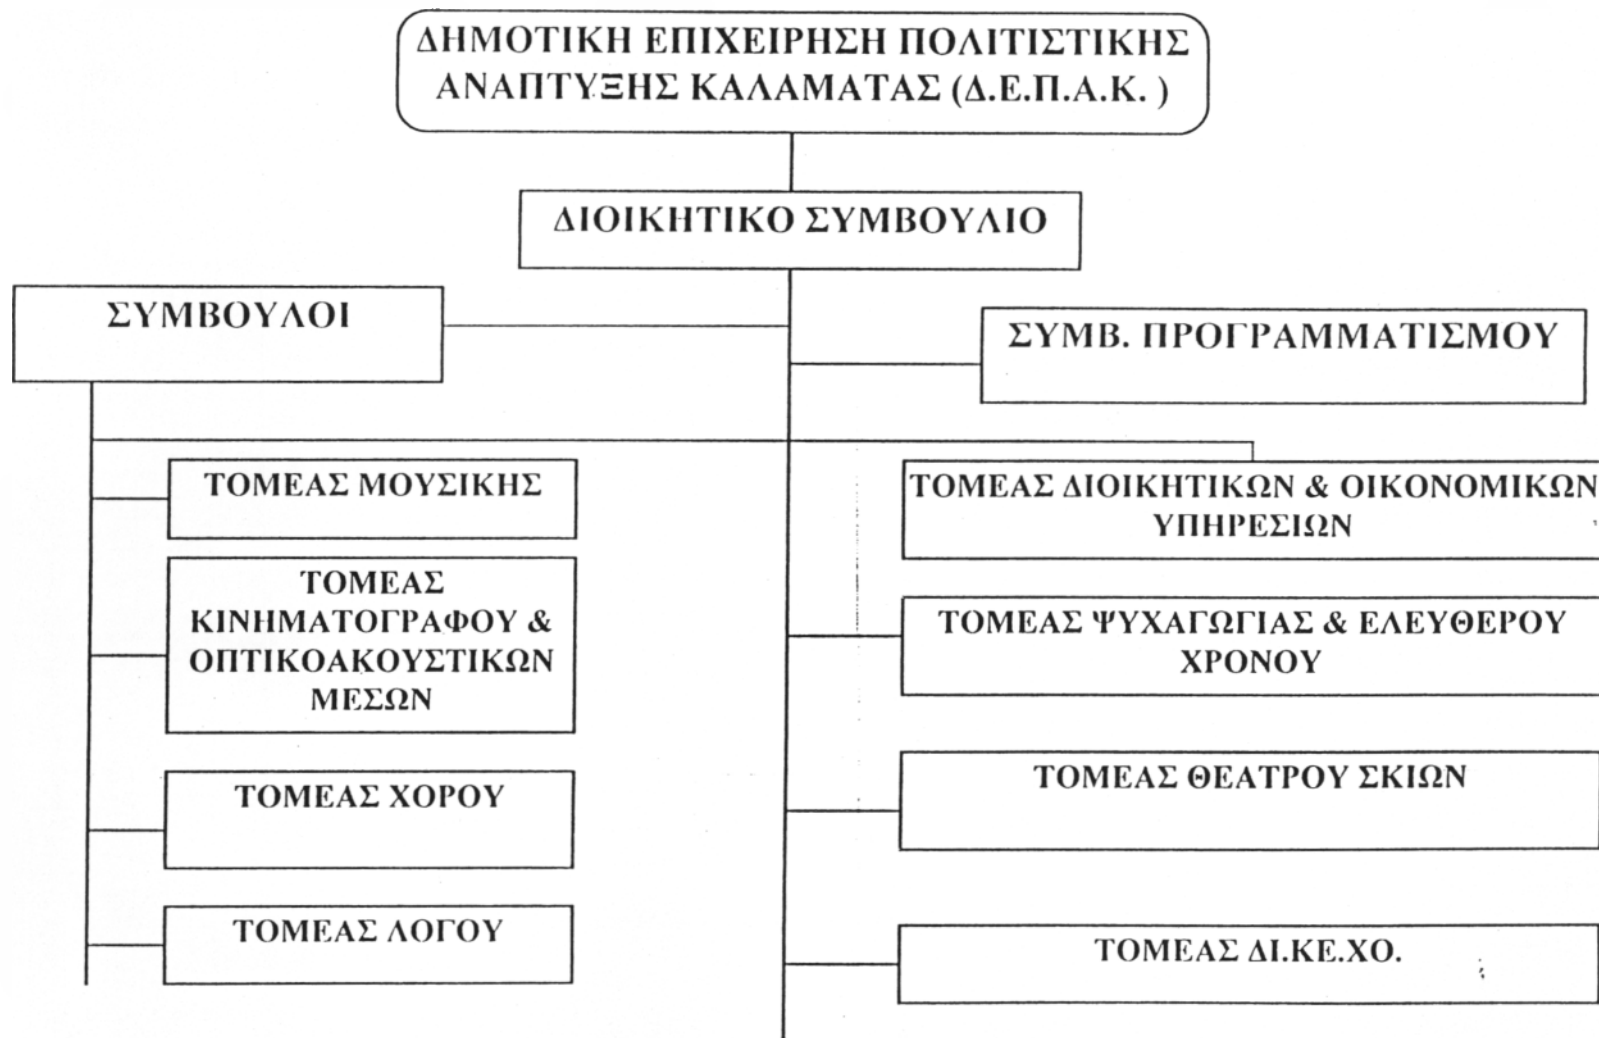 ΔΗΜΟΤΙΚΗ ΕΠΙΧΕΙΡΗΣΗ ΠΟΛΙΤΙΣΤΙΚΗΣ
ΑΝΑΠΤΥΞΗΣ ΚΑΛΑΜΑΤΑΣ (Δ.Ε.Π.Α.Κ. )
ΔΙΟΙΚΗΤΙΚΟ ΣΥΜΒΟΥΛΙΟ
ΣΥΜΒΟΥΛΟΙ
ΣΥΜΒ. ΠΡΟΓΡΑΜΜΑΤΙΣΜΟΥ
ΤΟΜΕΑΣ ΜΟΥΣΙΚΗΣ
ΤΟΜΕΑΣ
ΚΙΝΗΜΑΤΟΓΡΑΦΟΥ &
ΟΠΤΙΚΟΑΚΟΥΣΤΙΚΩΝ
ΜΕΣΩΝ
ΤΟΜΕΑΣ ΧΟΡΟΥ
ΤΟΜΕΑΣ ΛΟΓΟΥ
ΤΟΜΕΑΣ ΔΙΟΙΚΗΤΙΚΩΝ & ΟΙΚΟΝΟΜΙΚΩΝ
ΥΠΗΡΕΣΙΩΝ
ΤΟΜΕΑΣ ΨΥΧΑΓΩΓΙΑΣ & ΕΛΕΥΘΕΡΟΥ
ΧΡΟΝΟΥ
ΤΟΜΕΑΣ ΘΕΑΤΡΟΥ ΣΚΙΩΝ
ΤΟΜΕΑΣ ΔΙ.ΚΕ.ΧΟ.